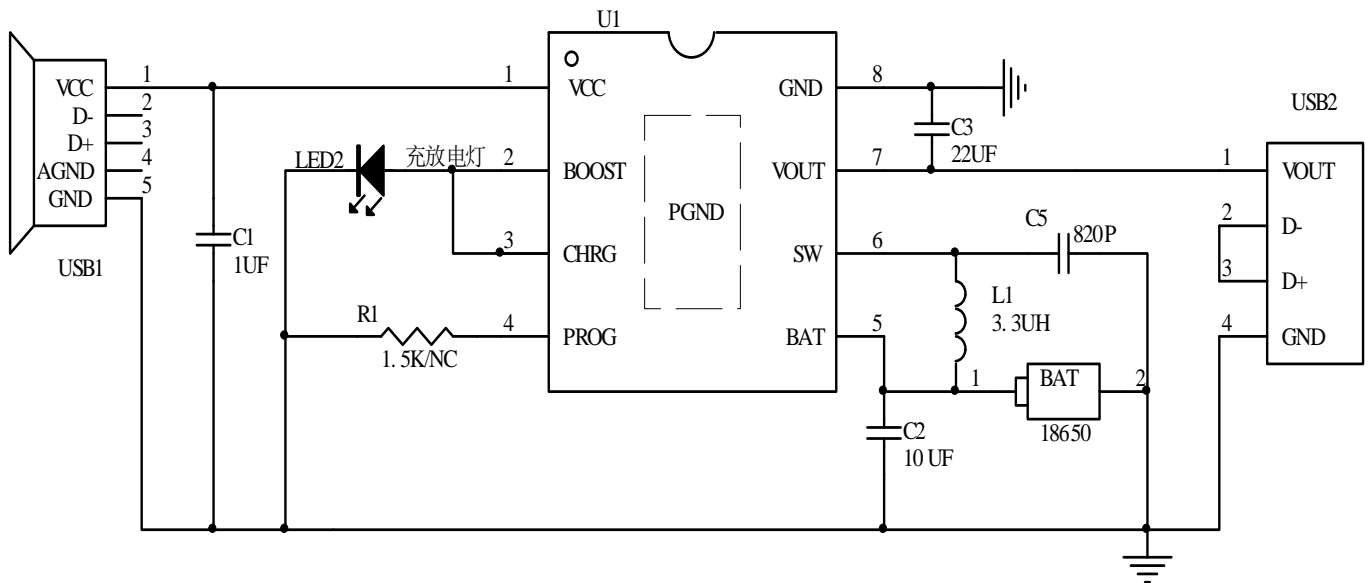 U1
USB1
VCC 1
D- 2
D+ 3
AGND 4
GND 5
C1
1UF
LED2
充放电灯
R1
1. 5K/NC
1 VCC
2 BOOST
3 CHRG
4 PROG
PGND
GND 8
VOUT 7
SW 6
BAT 5
C3
22UF
C5
820P
L1
3. 3UH
1 BAT 2
18650
C2
10 UF
USB2
1 VOUT
2 D-
3 D+
4 GND